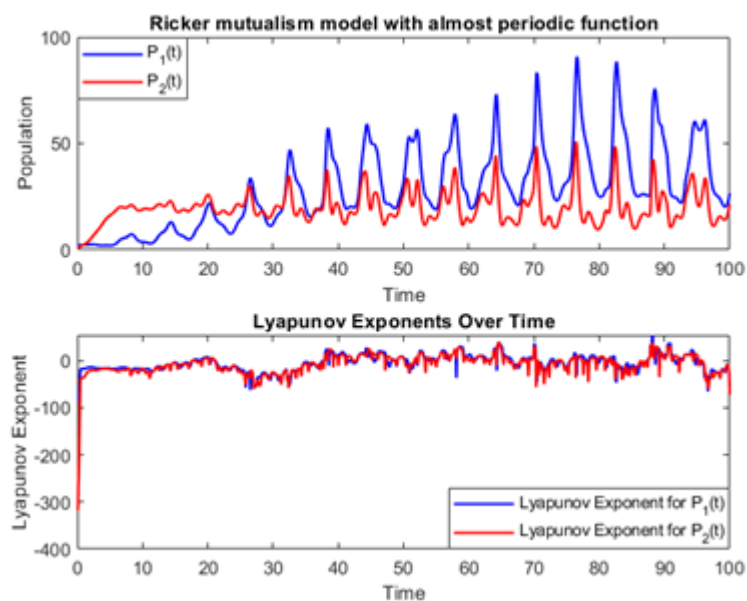 Ricker mutualism model with almost periodic function
100
50
0
Population
P₁(t)
P₂(t)
0 10 20 30 40 50 60 70 80 90 100
Time
Lyapunov Exponents Over Time
0
-100
-200
-300
-400
Lyapunov Exponent
Lyapunov Exponent for P₁(t)
Lyapunov Exponent for P₂(t)
0 10 20 30 40 50 60 70 80 90 100
Time